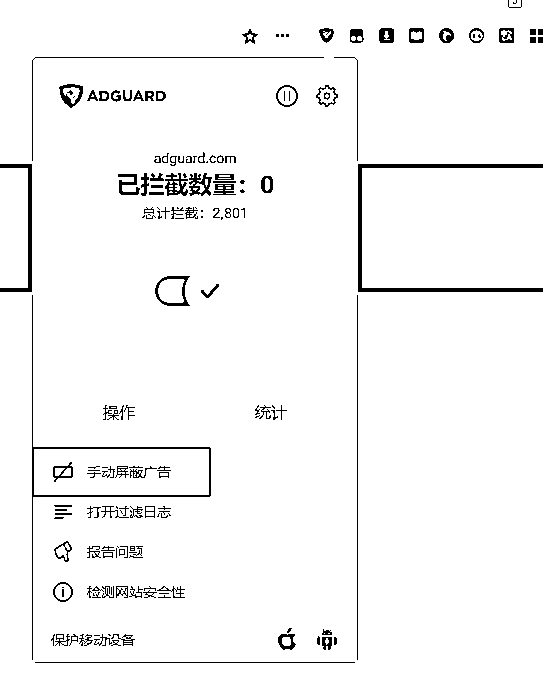 ADGUARD
adguard.com
已拦截数量：0
总计拦截：2,801
操作
统计
手动屏蔽广告
打开过滤日志
报告问题
检测网站安全性
保护移动设备